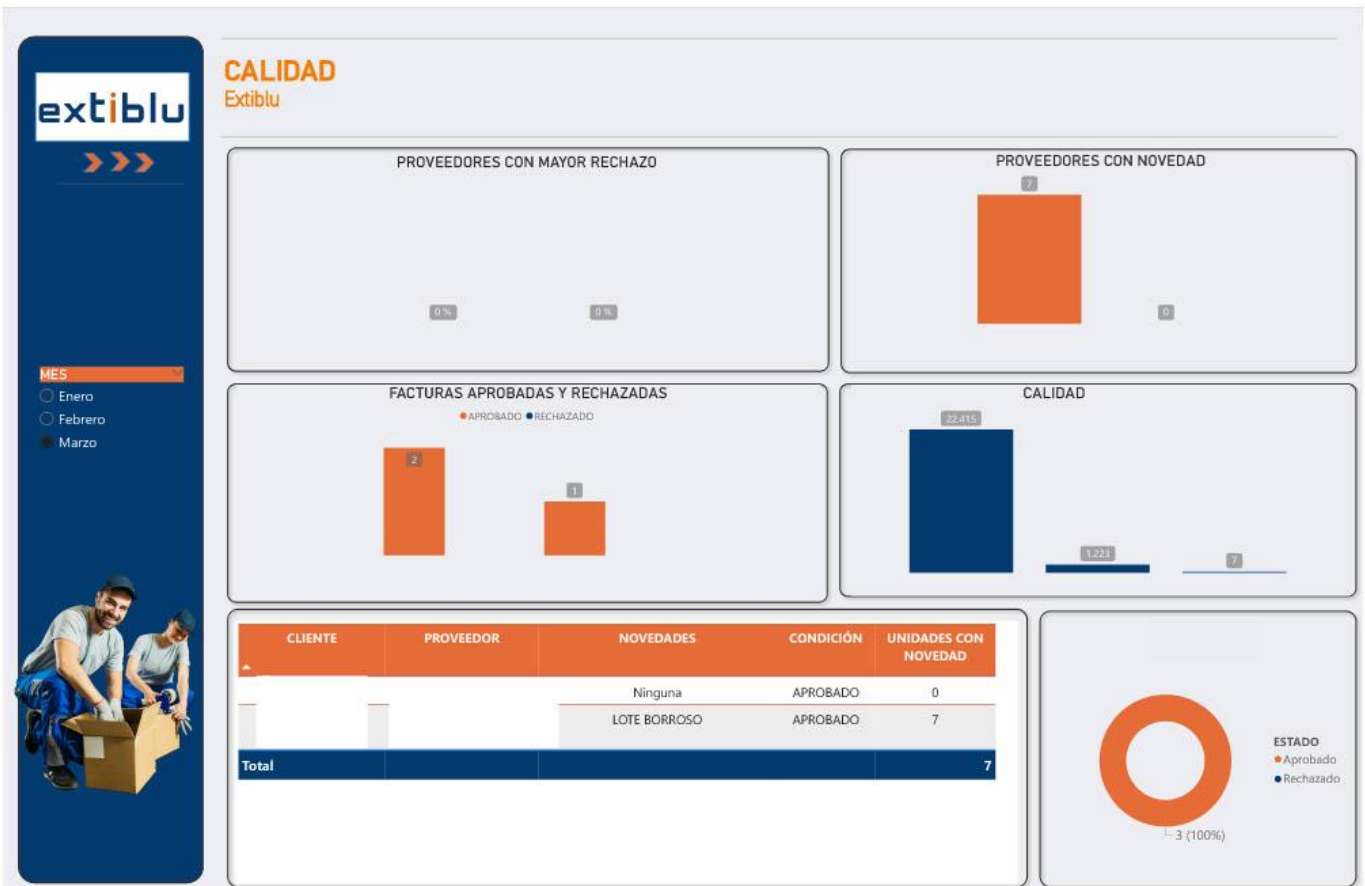 extiblu
CALIDAD
Extiblu
MES
Enero
Febrero
Marzo
PROVEEDORES CON MAYOR RECHAZO
0 %
0 %
PROVEEDORES CON NOVEDAD
7
0
FACTURAS APROBADAS Y RECHAZADAS
APROBADO RECHAZADO
2
1
CALIDAD
22.415
1.223
7
CLIENTE PROVEEDOR NOVEDADES CONDICIÓN UNIDADES CON
NOVEDAD
Ninguna APROBADO 0
LOTE BORROSO APROBADO 7
Total 7
ESTADO
Aprobado
Rechazado
3 (100%)